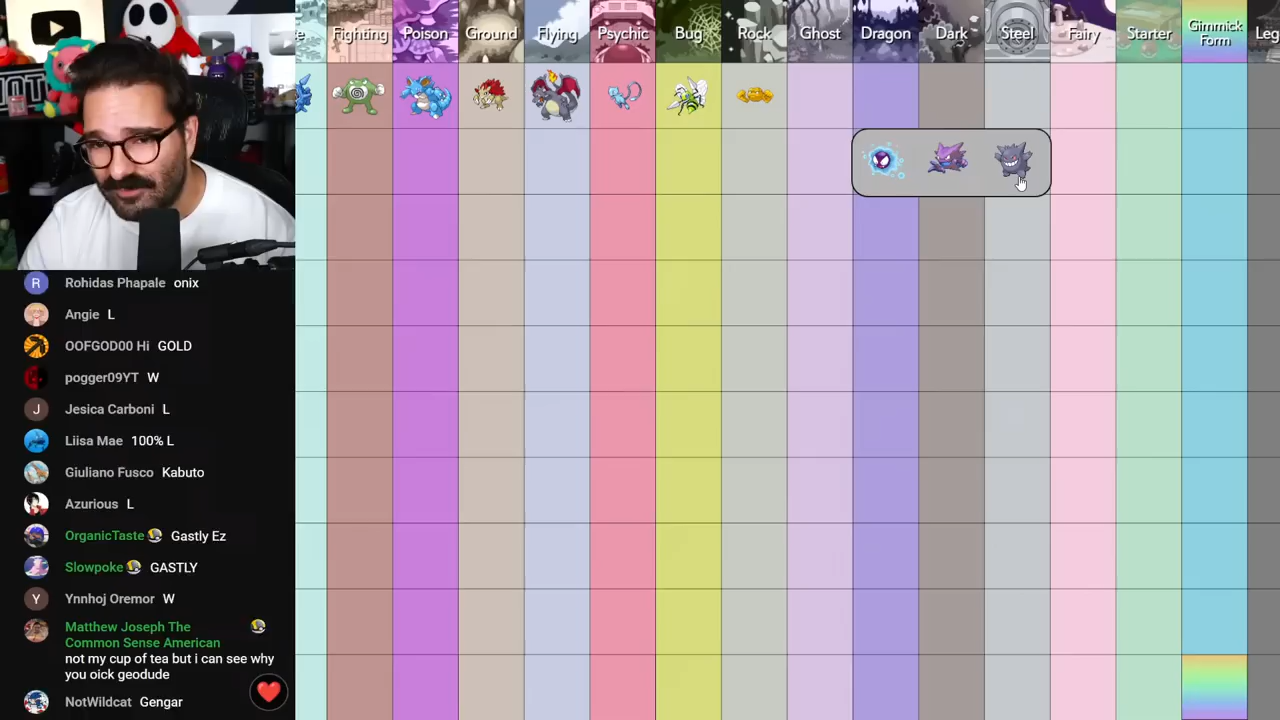 e
Fighting
Poison
Ground
Flying
Psychic
Bug
Rock
Ghost
Dragon
Dark
Steel
Fairy
Starter
Gimmick
Form
Leg
R
Rohidas Phapale onix
Angie L
OOFGOD00 Hi GOLD
pogger09YT W
J
Jesica Carboni L
Liisa Mae 100% L
Giuliano Fusco Kabuto
Azurious L
OrganicTaste Gastly Ez
Slowpoke GASTLY
Y
Ynnhoj Oremor W
Matthew Joseph The
Common Sense American
not my cup of tea but i can see why
you oick geodude
NotWildcat Gengar